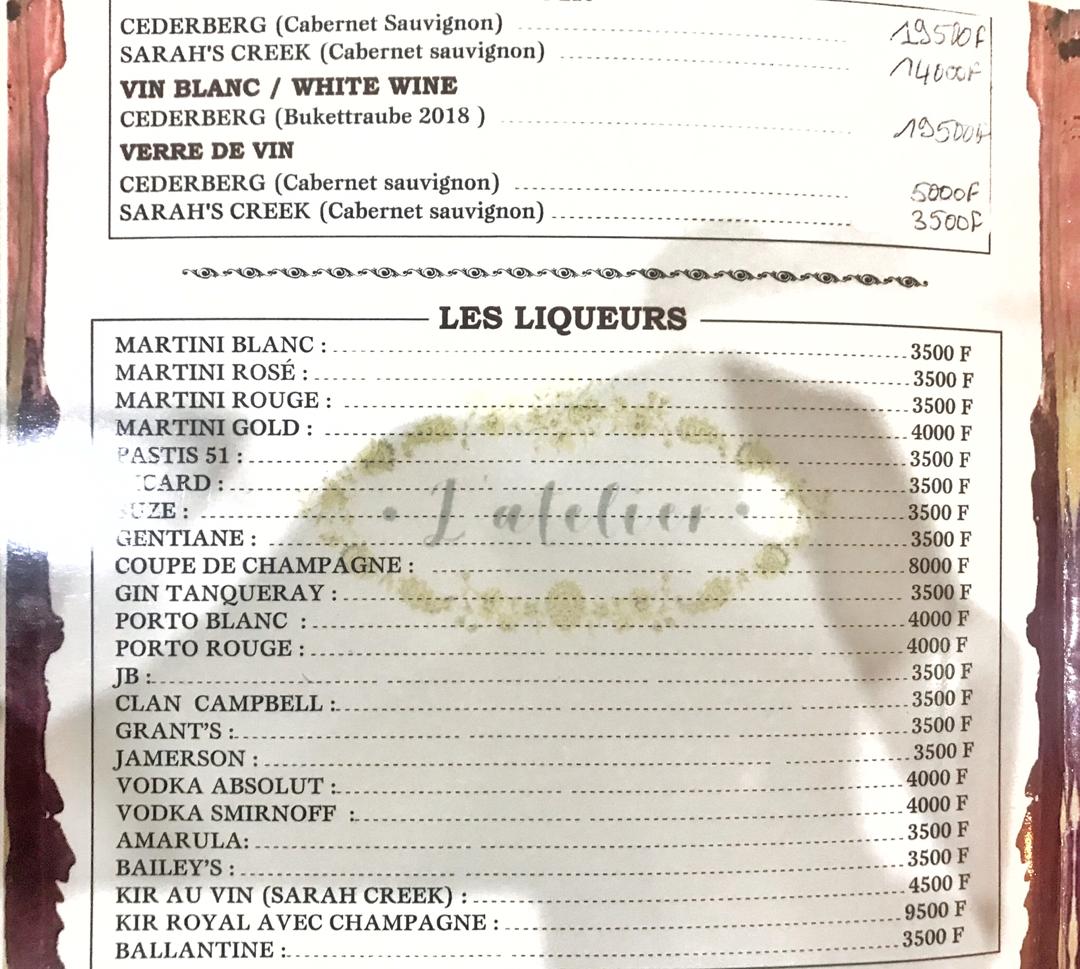 CEDERBERG (Cabernet Sauvignon) 19500F
SARAH'S CREEK (Cabernet sauvignon) 14000F
VIN BLANC / WHITE WINE
CEDERBERG (Bukettraube 2018 ) 19500F
VERRE DE VIN
CEDERBERG (Cabernet sauvignon) 5000F
SARAH'S CREEK (Cabernet sauvignon) 3500F
LES LIQUEURS
MARTINI BLANC : 3500 F
MARTINI ROSÉ : 3500 F
MARTINI ROUGE : 3500 F
MARTINI GOLD : 4000 F
PASTIS 51 : 3500 F
CARD : 3500 F
UZE : 3500 F
GENTIANE : 3500 F
COUPE DE CHAMPAGNE : 8000 F
GIN TANQUERAY : 3500 F
PORTO BLANC : 4000 F
PORTO ROUGE : 4000 F
JB : 3500 F
CLAN CAMPBELL : 3500 F
GRANT'S : 3500 F
JAMERSON : 3500 F
VODKA ABSOLUT : 4000 F
VODKA SMIRNOFF : 4000 F
AMARULA: 3500 F
BAILEY'S : 3500 F
KIR AU VIN (SARAH CREEK) : 4500 F
KIR ROYAL AVEC CHAMPAGNE : 9500 F
BALLANTINE : 3500 F
L'atelier